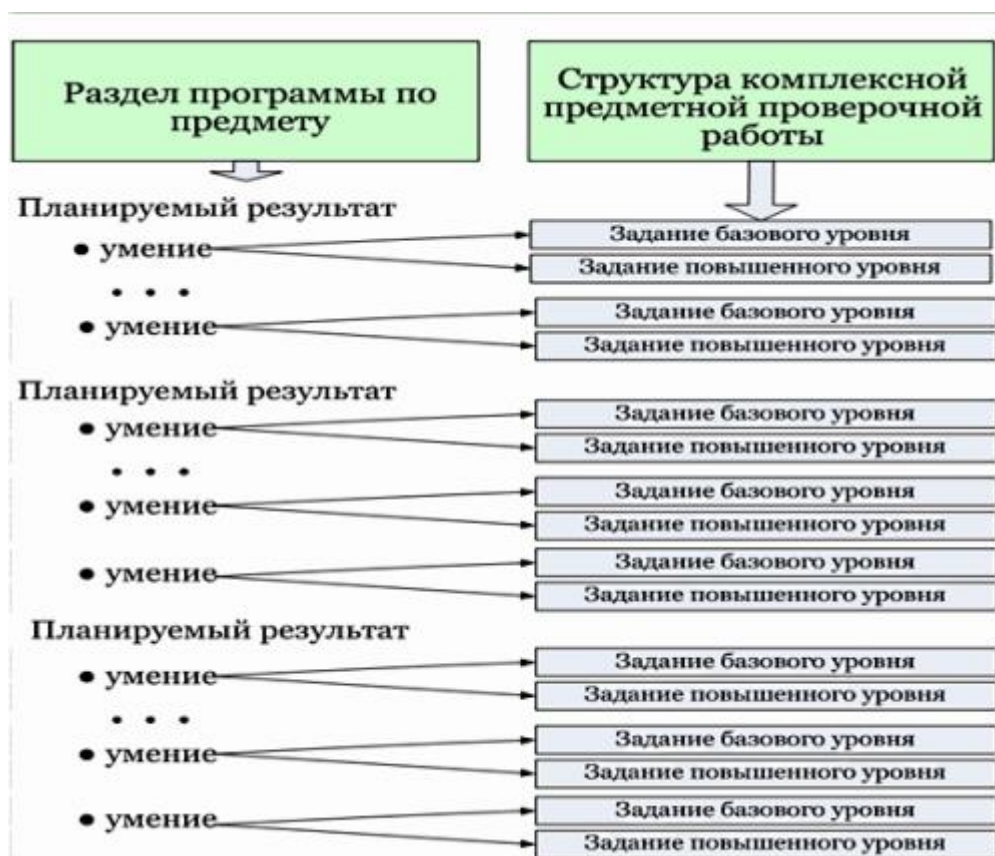 Раздел программы по
предмету
Структура комплексной
предметной проверочной
работы
Планируемый результат
• умение
Задание базового уровня
Задание повышенного уровня
. . .
• умение
Задание базового уровня
Задание повышенного уровня
Планируемый результат
• умение
Задание базового уровня
Задание повышенного уровня
. . .
• умение
Задание базового уровня
Задание повышенного уровня
• умение
Задание базового уровня
Задание повышенного уровня
Планируемый результат
• умение
Задание базового уровня
Задание повышенного уровня
. . .
• умение
Задание базового уровня
Задание повышенного уровня
• умение
Задание базового уровня
Задание повышенного уровня